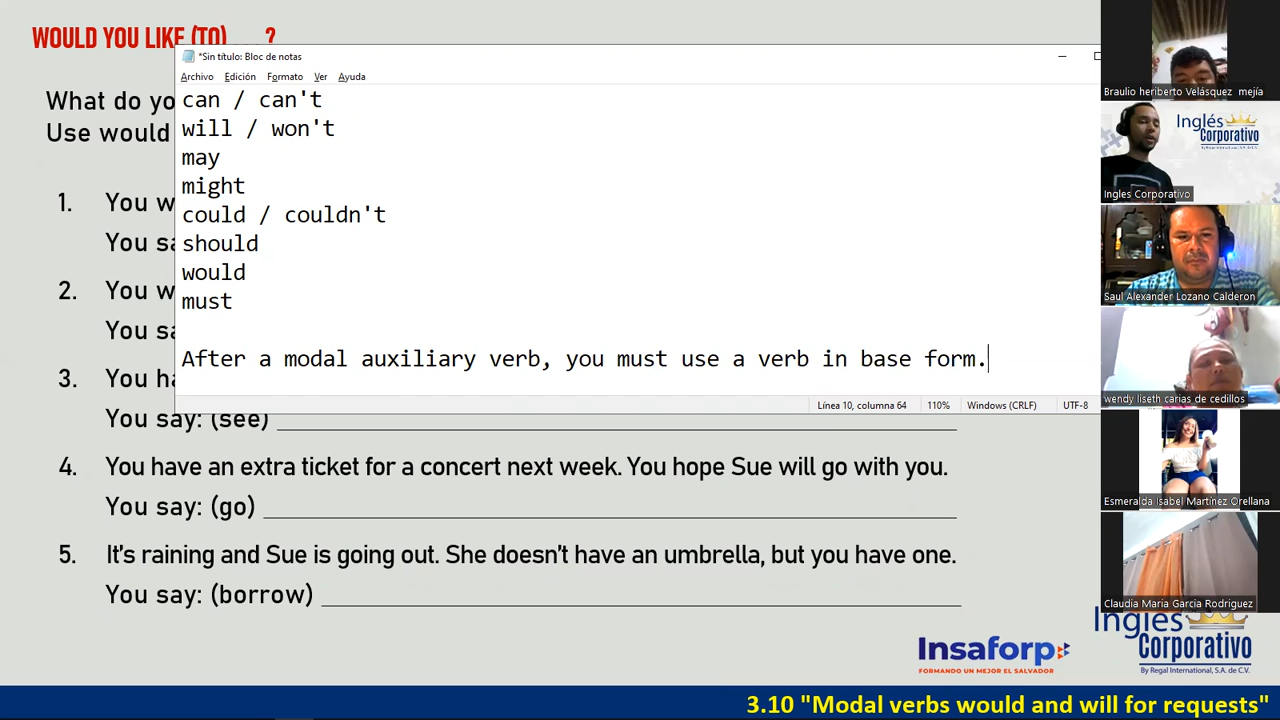 WOULD YOU LIKE (TO) ... ?
What do yo
Use would
1. You w
You sa
2. You w
You sa
3. You ha
You say: (see)
4. You have an extra ticket for a concert next week. You hope Sue will go with you.
You say: (go)
5. It's raining and Sue is going out. She doesn't have an umbrella, but you have one.
You say: (borrow)
*Sin título: Bloc de notas
Archivo Edición Formato Ver Ayuda
can / can't
will / won't
may
might
could / couldn't
should
would
must
After a modal auxiliary verb, you must use a verb in base form.
Línea 10, columna 64 110% Windows (CRLF) UTF-8
Braulio heriberto Velásquez mejía
Inglés
Corporativo
By Regal International, S.A. de C.V.
Ingles Corporativo
Saul Alexander Lozano Calderon
wendy liseth carias de cedillos
Esmeralda Isabel Martinez Orellana
Claudia Maria Garcia Rodriguez
Insaforp
FORMANDO UN MEJOR EL SALVADOR
Inglés
Corporativo
By Regal International, S.A. de C.V.
3.10 "Modal verbs would and will for requests"